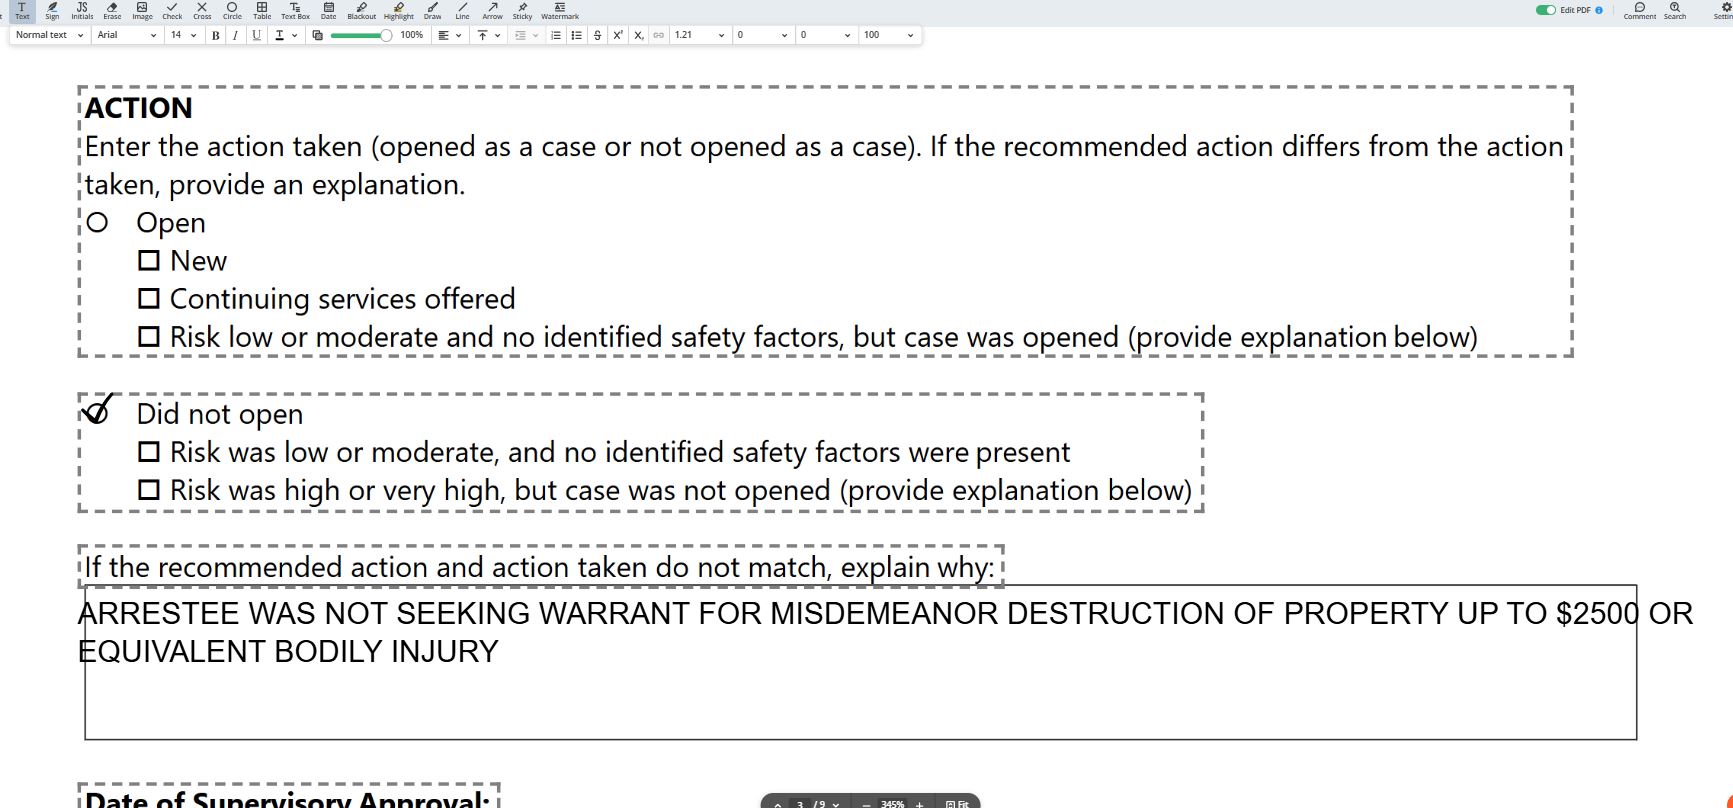 Text Sign Initials Erase Image Check Cross Circle Table Text Box Date Blackout Highlight Draw Line Arrow Sticky Watermark Edit PDF Comment Search
Normal text Arial 14 B I U T 100% X² X, 1.21 0 0 100
ACTION
Enter the action taken (opened as a case or not opened as a case). If the recommended action differs from the action
taken, provide an explanation.
Open
New
Continuing services offered
Risk low or moderate and no identified safety factors, but case was opened (provide explanation below)
Did not open
Risk was low or moderate, and no identified safety factors were present
Risk was high or very high, but case was not opened (provide explanation below)
If the recommended action and action taken do not match, explain why:
ARRESTEE WAS NOT SEEKING WARRANT FOR MISDEMEANOR DESTRUCTION OF PROPERTY UP TO $2500 OR
EQUIVALENT BODILY INJURY
Date of Supervisory Approval:
3 / 9 345% Fit